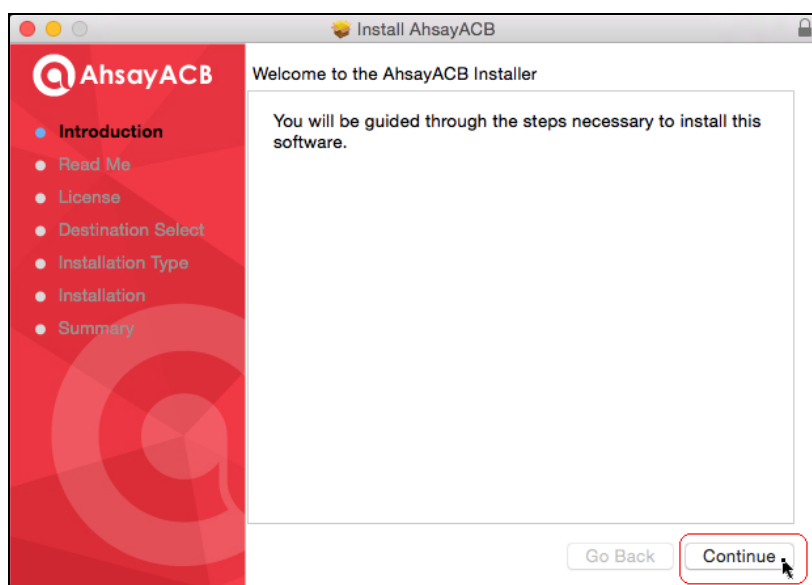 Install AhsayACB
AhsayACB
Welcome to the AhsayACB Installer
Introduction
Read Me
License
Destination Select
Installation Type
Installation
Summary
You will be guided through the steps necessary to install this
software.
Go Back
Continue